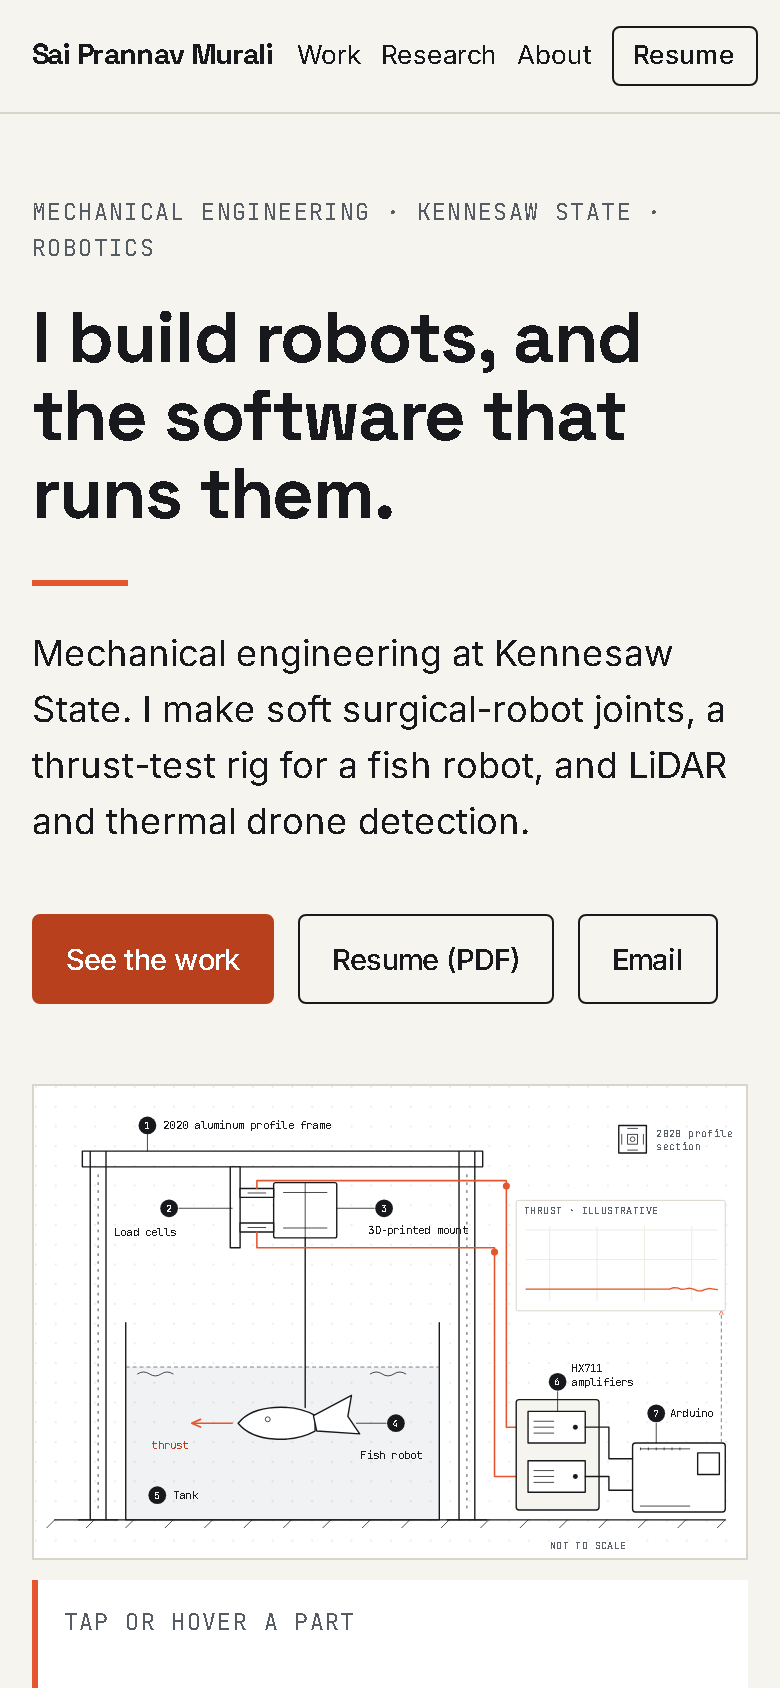 Sai Prannav Murali Work Research About Resume
MECHANICAL ENGINEERING · KENNESAW STATE ·
ROBOTICS
I build robots, and
the software that
runs them.
Mechanical engineering at Kennesaw
State. I make soft surgical-robot joints, a
thrust-test rig for a fish robot, and LiDAR
and thermal drone detection.
See the work Resume (PDF) Email
1 2020 aluminum profile frame
2020 profile
section
2 3
Load cells 3D-printed mount
THRUST · ILLUSTRATIVE
HX711
6 amplifiers
7 Arduino
4
thrust
Fish robot
5 Tank
NOT TO SCALE
TAP OR HOVER A PART